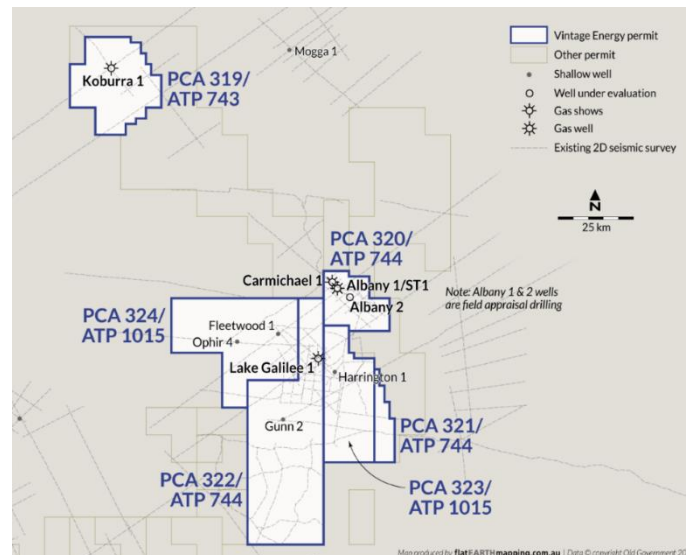 Mogga 1
Koburra 1
PCA 319/
ATP 743
Vintage Energy permit
Other permit
Shallow well
Well under evaluation
Gas shows
Gas well
Existing 2D seismic survey
N
25 km
PCA 320/
ATP 744
Carmichael 1
Albany 1/ST1
Albany 2
Note: Albany 1 & 2 wells
are field appraisal drilling
PCA 324/
ATP 1015
Fleetwood 1
Ophir 4
Lake Galilee 1
Harrington 1
Gunn 2
PCA 321/
ATP 744
PCA 322/
ATP 744
PCA 323/
ATP 1015
Map produced by flatEARTHmapping.com.au | Data © copyright Qld Government